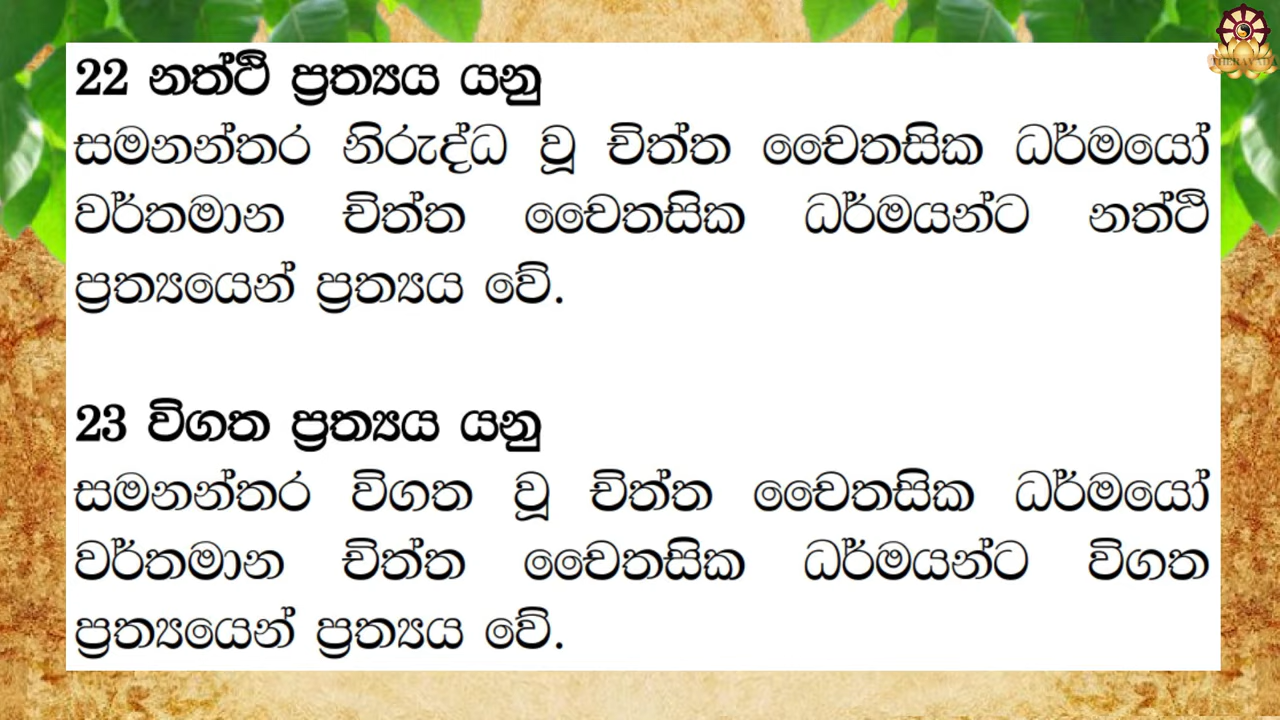 22 නත්ථි ප්‍රත්‍යය යනු
සමනන්තර නිරුද්ධ වූ චිත්ත චෛතසික ධර්මයෝ
වර්තමාන චිත්ත චෛතසික ධර්මයන්ට නත්ථි
ප්‍රත්‍යයෙන් ප්‍රත්‍යය වේ.
23 විගත ප්‍රත්‍යය යනු
සමනන්තර විගත වූ චිත්ත චෛතසික ධර්මයෝ
වර්තමාන චිත්ත චෛතසික ධර්මයන්ට විගත
ප්‍රත්‍යයෙන් ප්‍රත්‍යය වේ.
THERAVADA